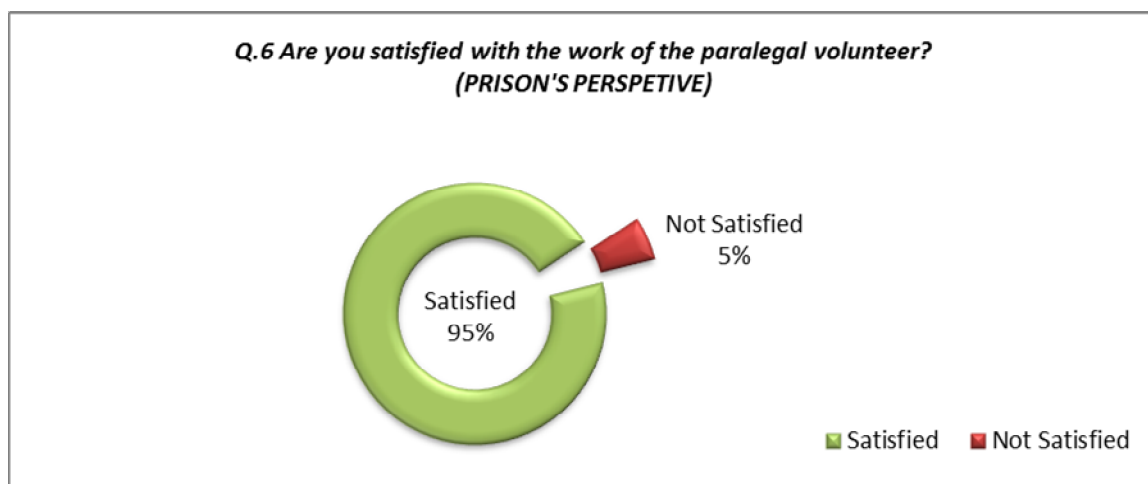 Q.6 Are you satisfied with the work of the paralegal volunteer?
(PRISON'S PERSPETIVE)
Not Satisfied
5%
Satisfied
95%
Satisfied
Not Satisfied